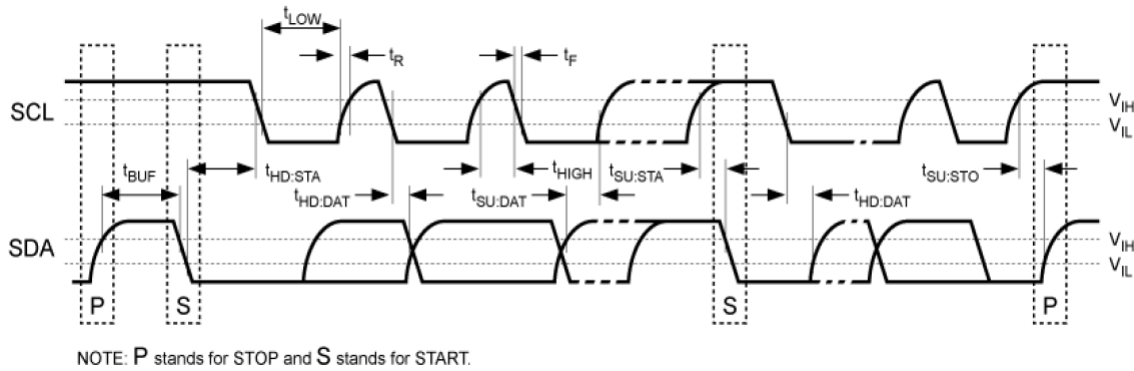 tLOW
tR
tF
SCL
VIH
VIL
tBUF
tHD:STA
tHD:DAT
tSU:DAT
tHIGH
tSU:STA
tHD:DAT
tSU:STO
SDA
VIH
VIL
P
S
S
P
NOTE: P stands for STOP and S stands for START.